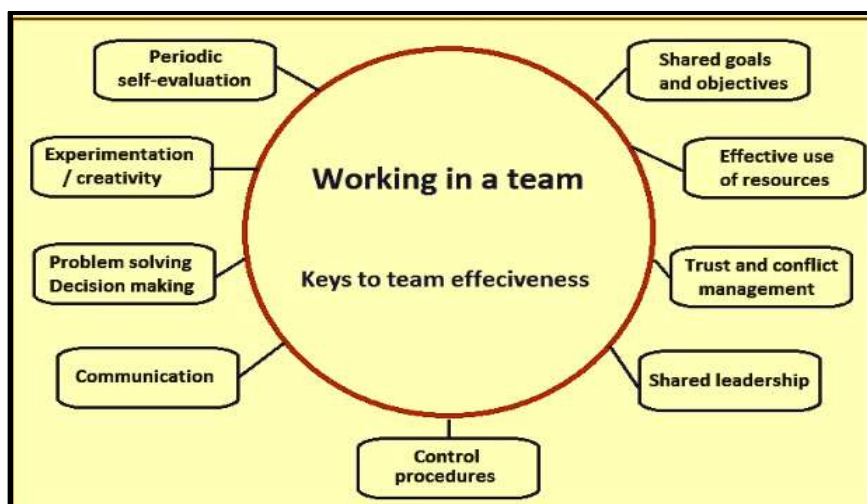 Periodic
self-evaluation
Shared goals
and objectives
Experimentation
/ creativity
Effective use
of resources
Working in a team
Keys to team effeciveness
Problem solving
Decision making
Trust and conflict
management
Communication
Shared leadership
Control
procedures